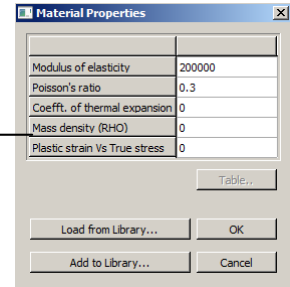 Material Properties
Modulus of elasticity 200000
Poisson's ratio 0.3
Coefft. of thermal expansion 0
Mass density (RHO) 0
Plastic strain Vs True stress 0
Table..
Load from Library... OK
Add to Library... Cancel